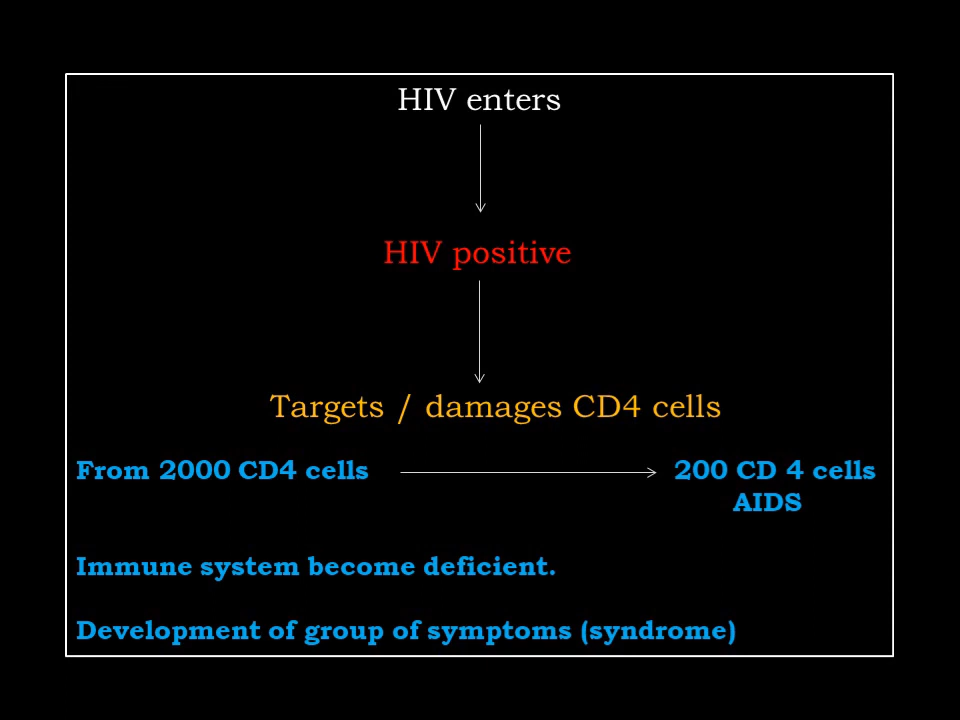 HIV enters
HIV positive
Targets / damages CD4 cells
From 2000 CD4 cells 200 CD 4 cells
AIDS
Immune system become deficient.
Development of group of symptoms (syndrome)